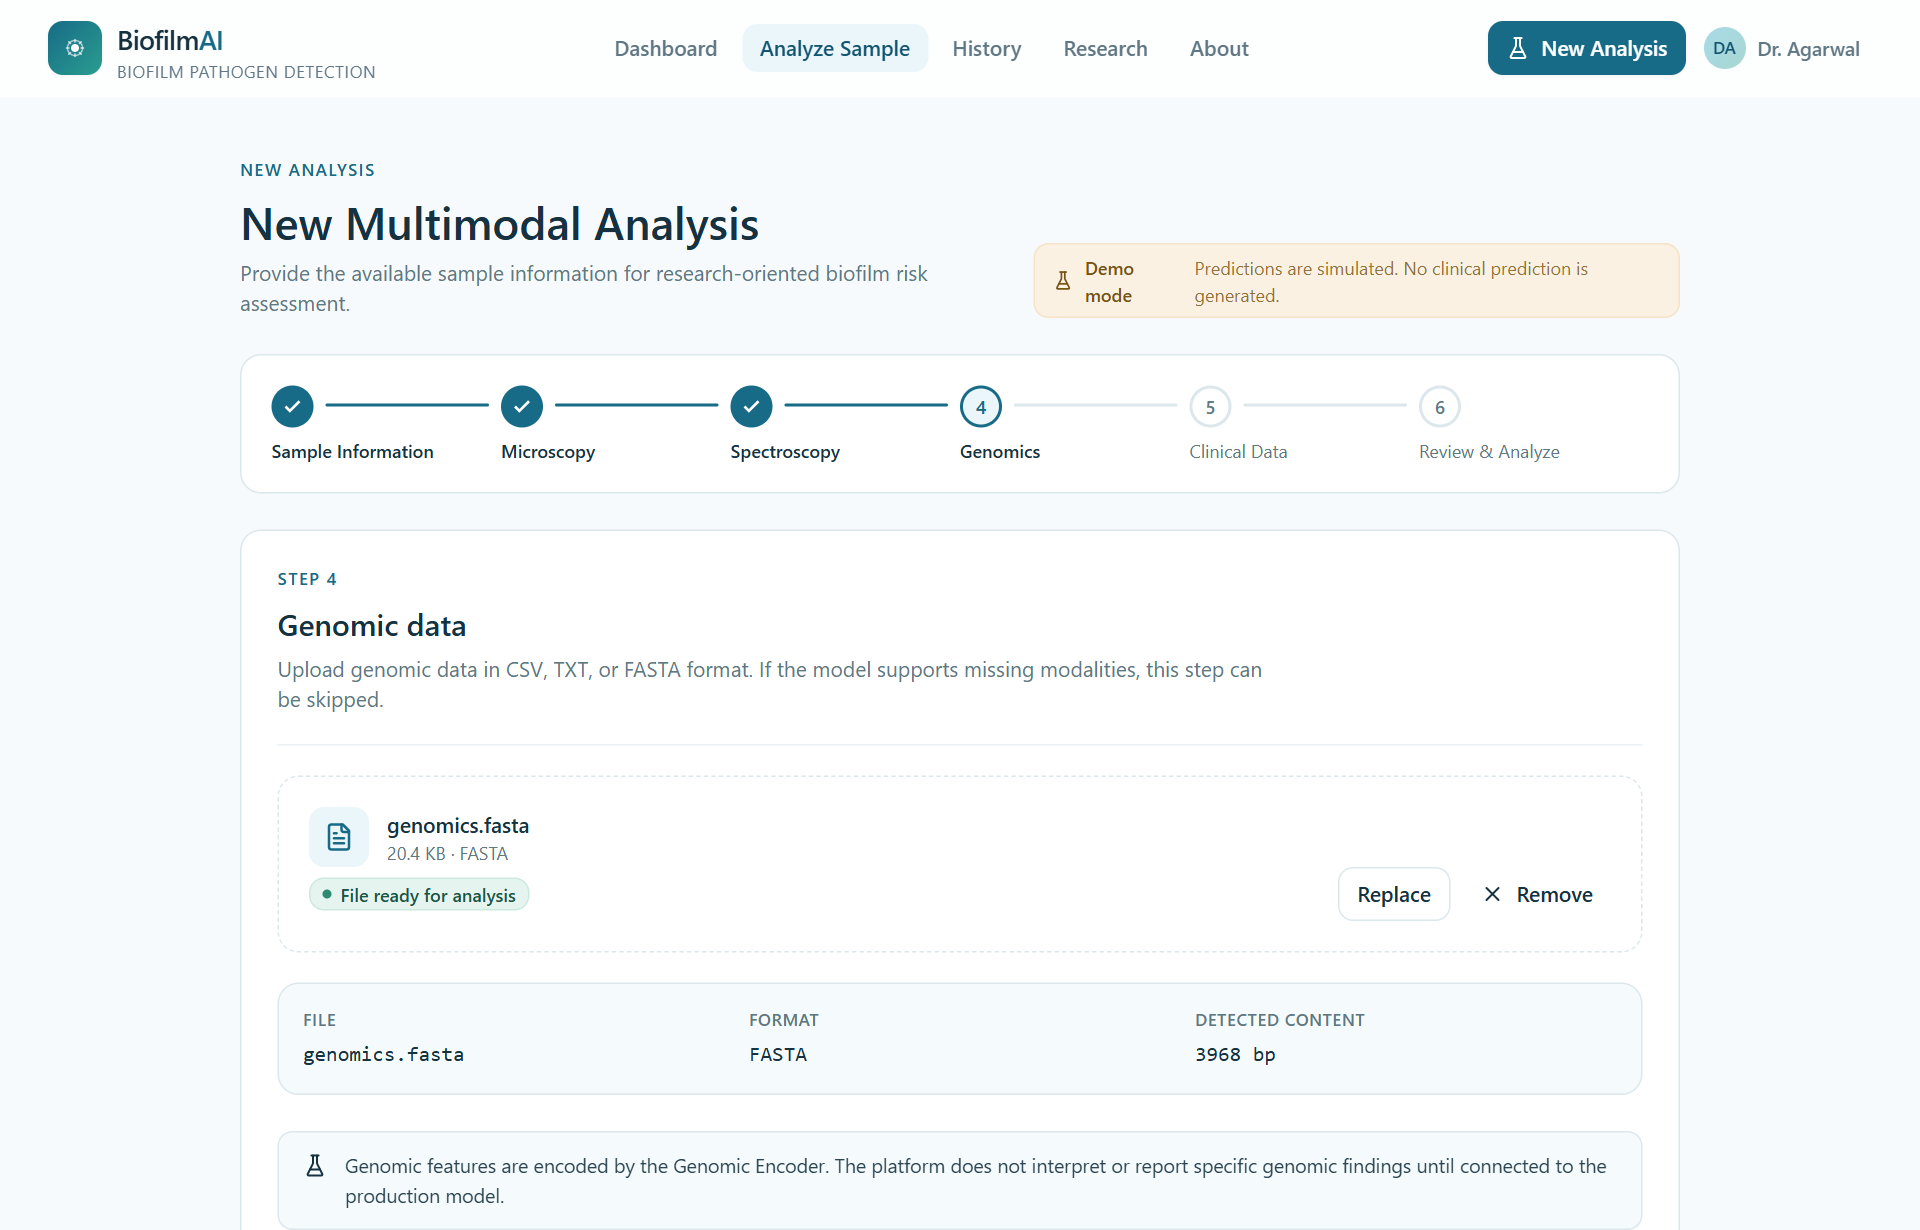 BiofilmAI
BIOFILM PATHOGEN DETECTION
Dashboard
Analyze Sample
History
Research
About
New Analysis
DA
Dr. Agarwal
NEW ANALYSIS
New Multimodal Analysis
Provide the available sample information for research-oriented biofilm risk
assessment.
Demo
mode
Predictions are simulated. No clinical prediction is
generated.
4
5
6
Sample Information
Microscopy
Spectroscopy
Genomics
Clinical Data
Review & Analyze
STEP 4
Genomic data
Upload genomic data in CSV, TXT, or FASTA format. If the model supports missing modalities, this step can
be skipped.
genomics.fasta
20.4 KB · FASTA
File ready for analysis
Replace
Remove
FILE
FORMAT
DETECTED CONTENT
genomics.fasta
FASTA
3968 bp
Genomic features are encoded by the Genomic Encoder. The platform does not interpret or report specific genomic findings until connected to the
production model.